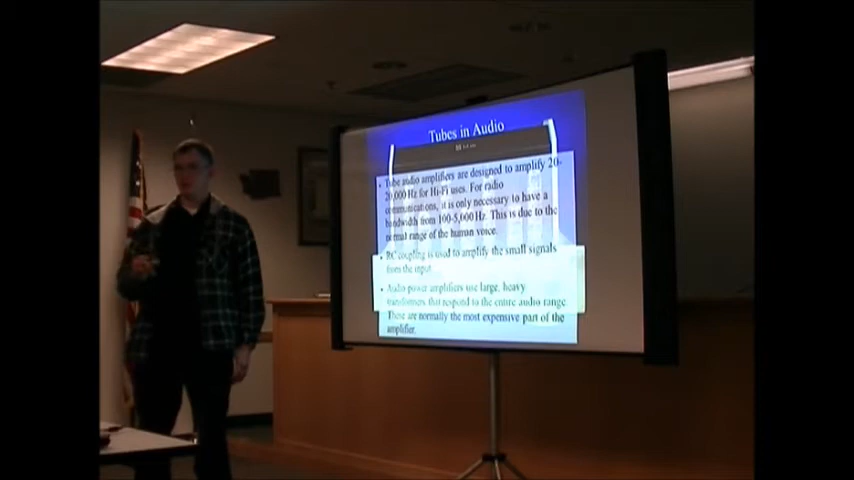 Tubes in Audio
• Tube audio amplifiers are designed to amplify 20-
20,000 Hz for Hi-Fi uses. For radio
communications, it is only necessary to have a
bandwidth from 100-5,000Hz. This is due to the
normal range of the human voice.
• RC coupling is used to amplify the small signals
from the input.
• Audio power amplifiers use large, heavy
transformers that respond to the entire audio range.
These are normally the most expensive part of the
amplifier.